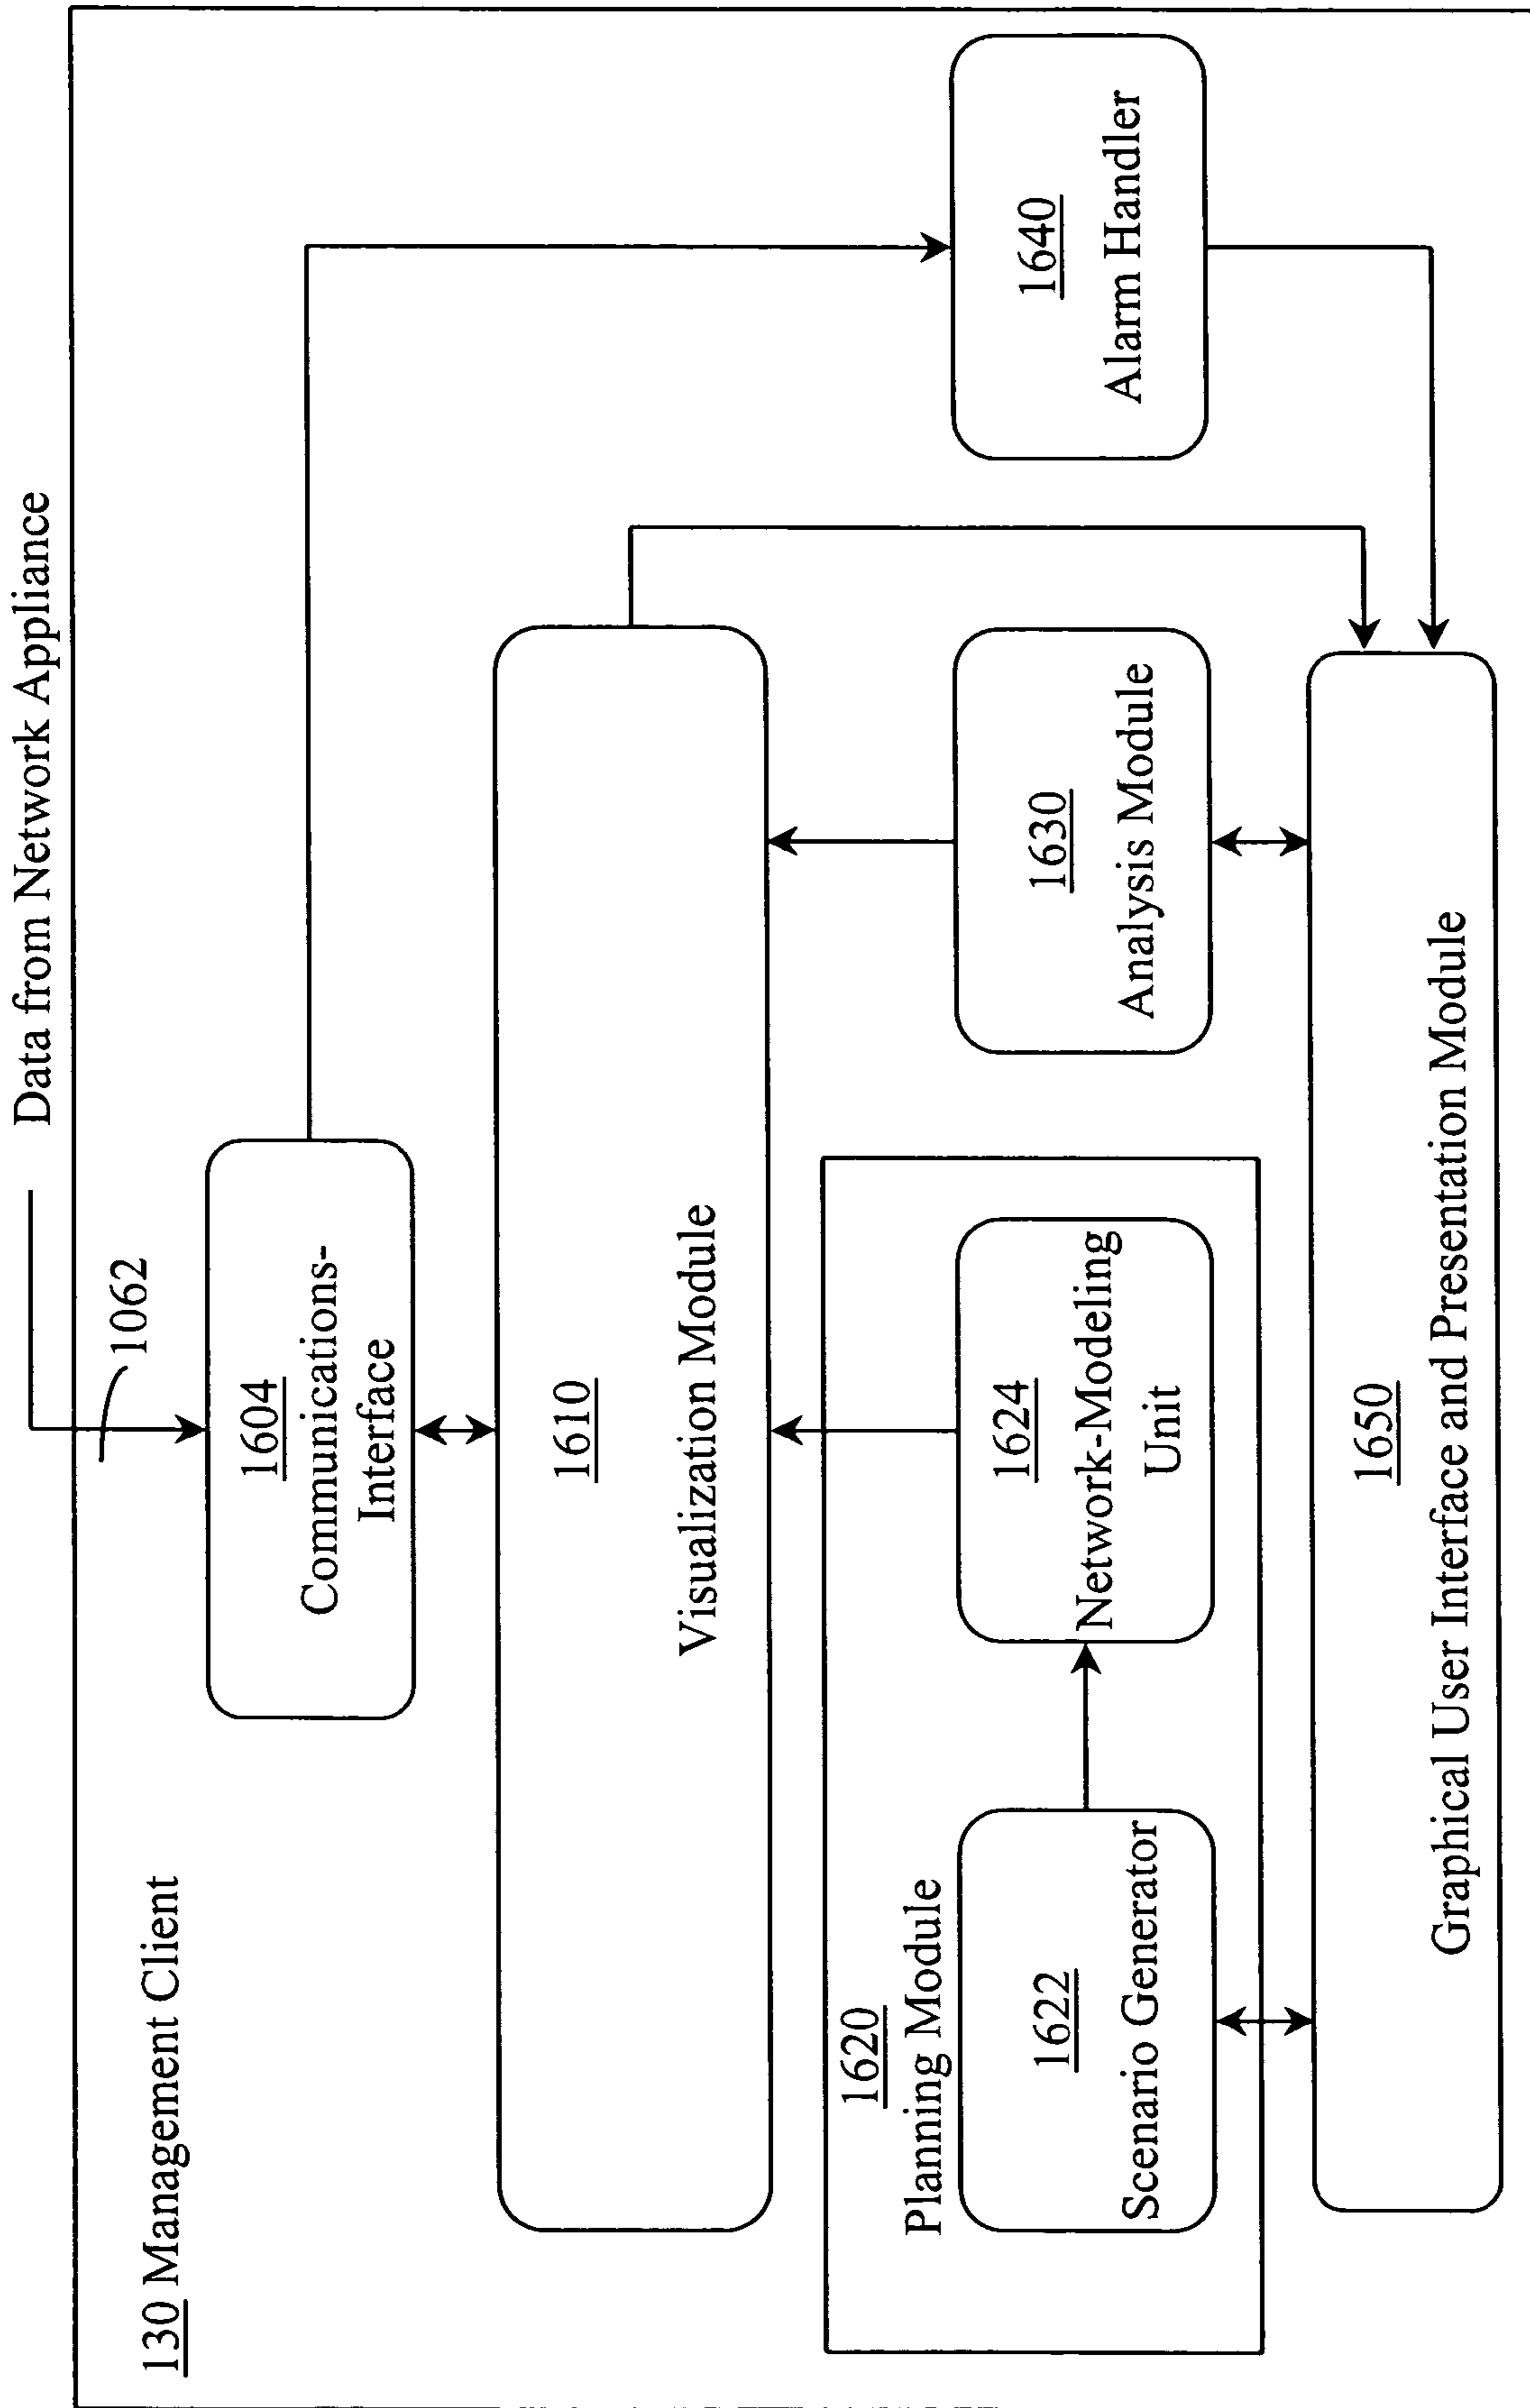 Data from Network Appliance
130 Management Client
1062
1604
Communications-
Interface
1610
Visualization Module
1620
Planning Module
1622
Scenario Generator
1624
Network-Modeling
Unit
1630
Analysis Module
1640
Alarm Handler
1650
Graphical User Interface and Presentation Module